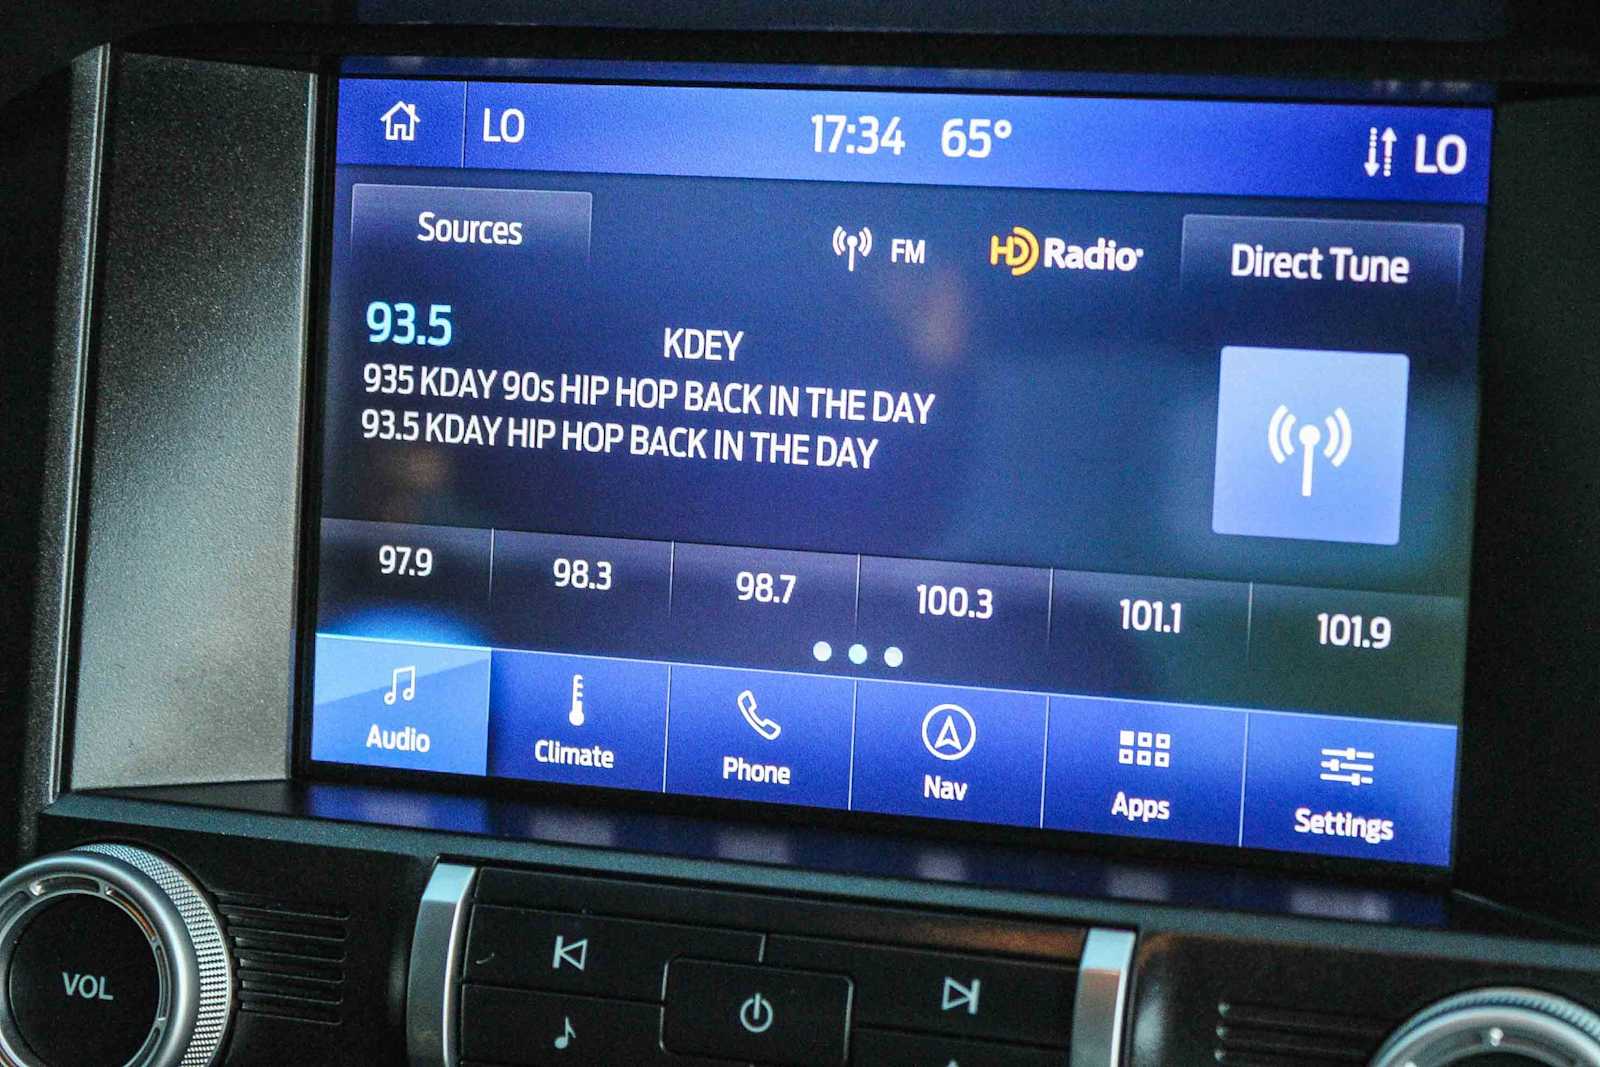 LO 17:34 65° LO
Sources FM HD Radio Direct Tune
93.5 KDEY
935 KDAY 90s HIP HOP BACK IN THE DAY
93.5 KDAY HIP HOP BACK IN THE DAY
97.9 98.3 98.7 100.3 101.1 101.9
Audio Climate Phone Nav Apps Settings
VOL